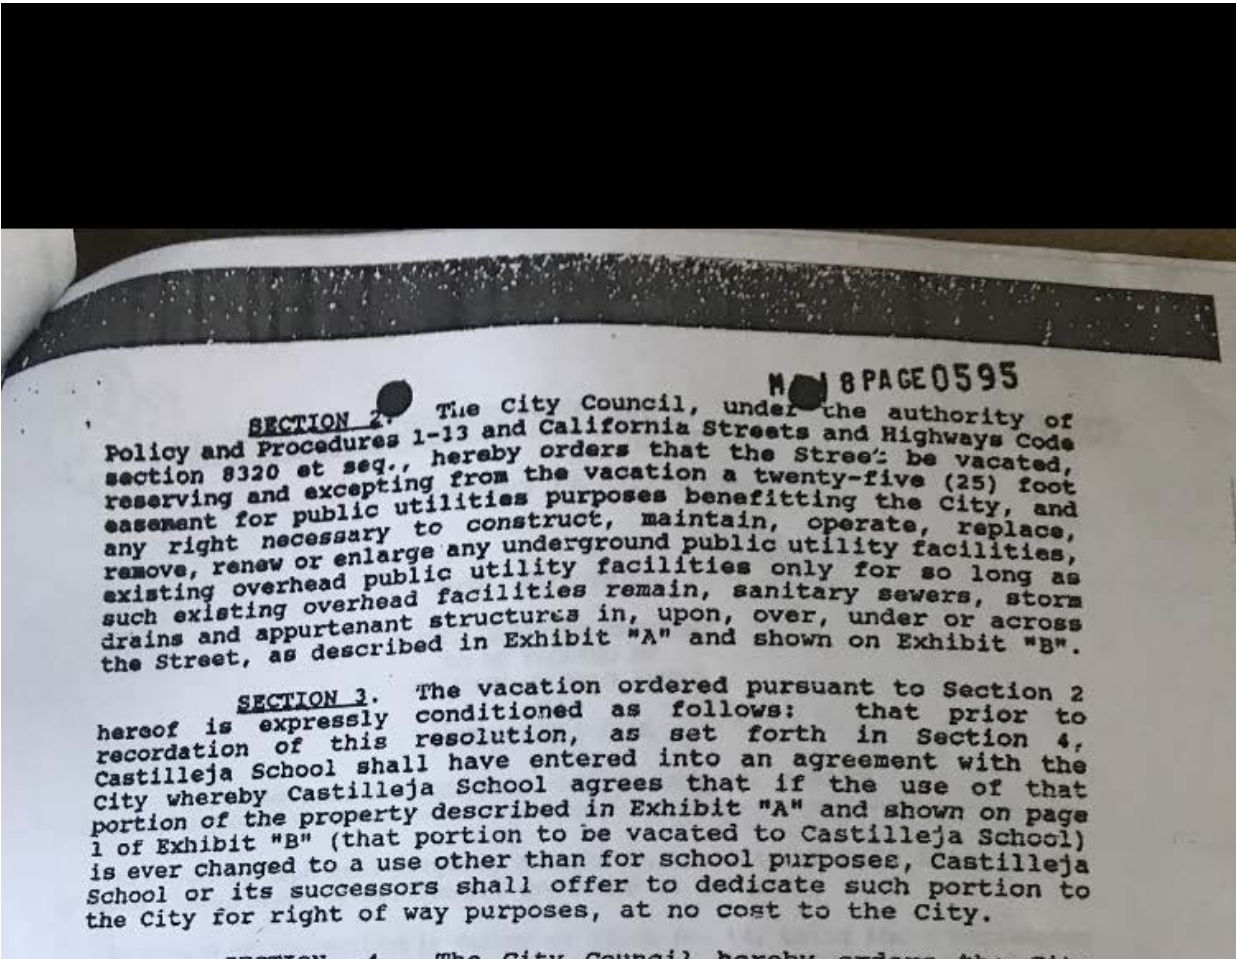 M 8 PAGE 0595
SECTION 2. The City Council, under the authority of
Policy and Procedures 1-13 and California Streets and Highways Code
section 8320 et seq., hereby orders that the Street be vacated,
reserving and excepting from the vacation a twenty-five (25) foot
easement for public utilities purposes benefitting the City, and
any right necessary to construct, maintain, operate, replace,
remove, renew or enlarge any underground public utility facilities,
existing overhead public utility facilities only for so long as
such existing overhead facilities remain, sanitary sewers, storm
drains and appurtenant structures in, upon, over, under or across
the Street, as described in Exhibit "A" and shown on Exhibit "B".
SECTION 3. The vacation ordered pursuant to Section 2
hereof is expressly conditioned as follows: that prior to
recordation of this resolution, as set forth in Section 4,
Castilleja School shall have entered into an agreement with the
City whereby Castilleja School agrees that if the use of that
portion of the property described in Exhibit "A" and shown on page
1 of Exhibit "B" (that portion to be vacated to Castilleja School)
is ever changed to a use other than for school purposes, Castilleja
School or its successors shall offer to dedicate such portion to
the City for right of way purposes, at no cost to the City.
SECTION 4. The City Council hereby orders the City